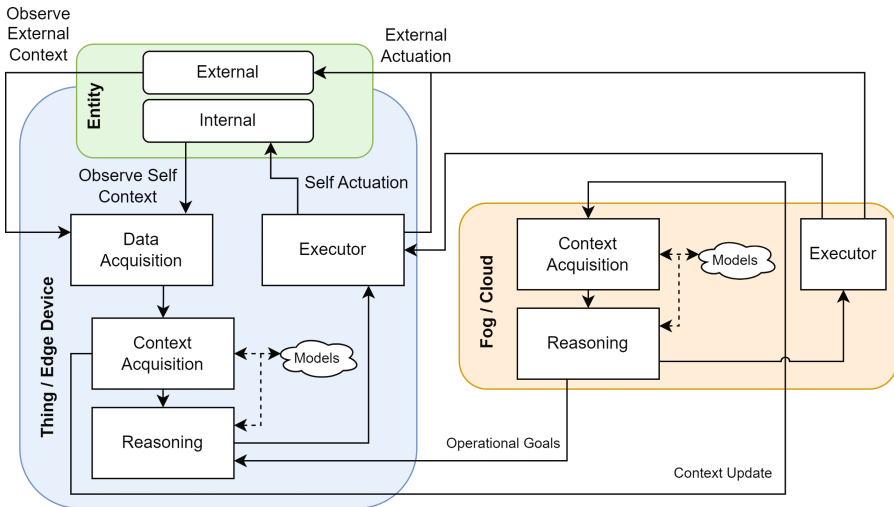 Observe
External
Context
External
Actuation
Entity
External
Internal
Observe Self
Context
Self Actuation
Thing / Edge Device
Data
Acquisition
Executor
Context
Acquisition
Models
Reasoning
Fog / Cloud
Context
Acquisition
Models
Executor
Reasoning
Operational Goals
Context Update